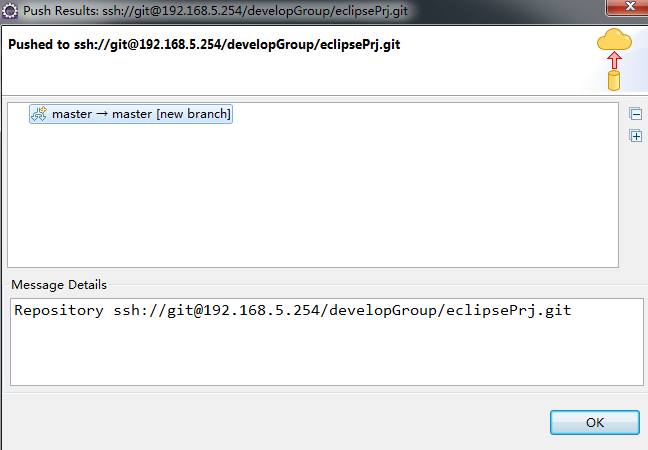 Push Results: ssh://git@192.168.5.254/developGroup/eclipsePrj.git
Pushed to ssh://git@192.168.5.254/developGroup/eclipsePrj.git
master → master [new branch]
Message Details
Repository ssh://git@192.168.5.254/developGroup/eclipsePrj.git
OK